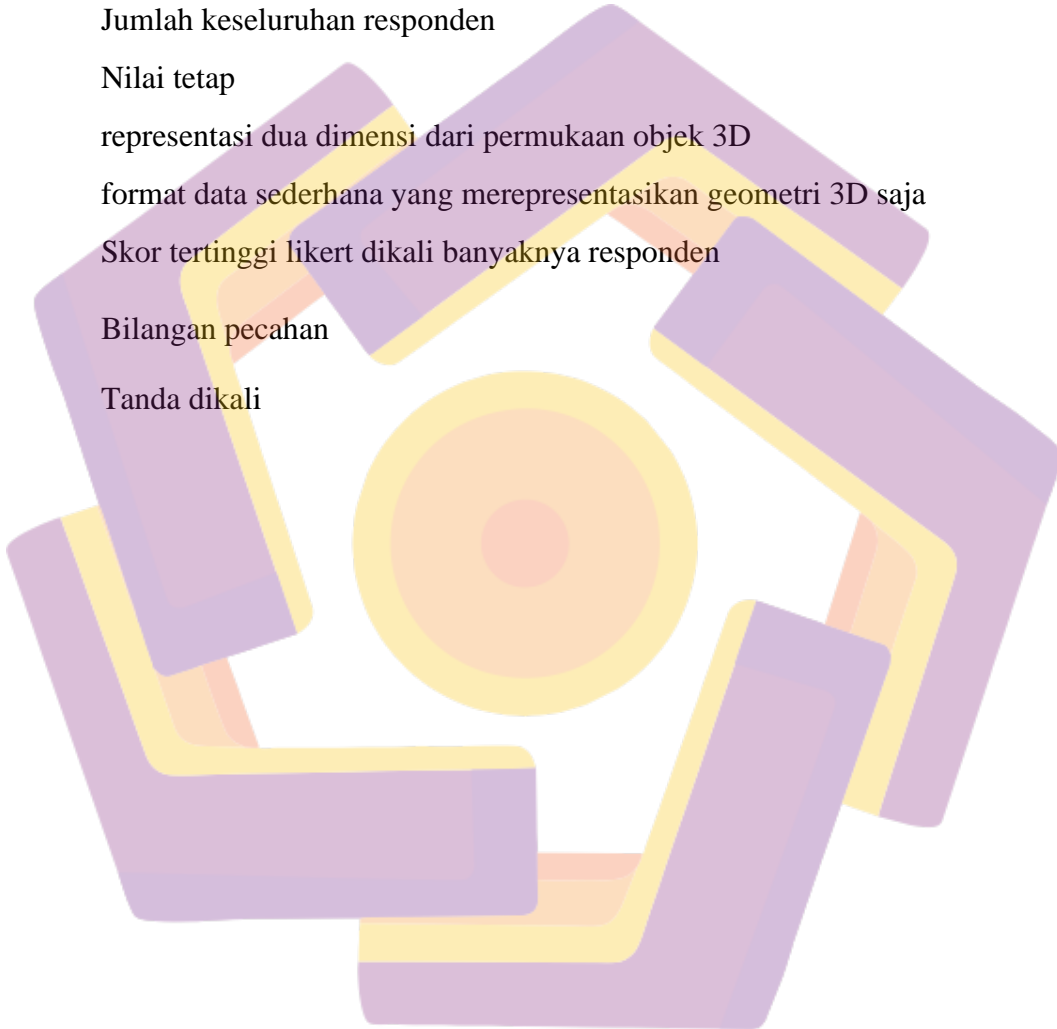 Jumlah keseluruhan responden
Nilai tetap
representasi dua dimensi dari permukaan objek 3D
format data sederhana yang merepresentasikan geometri 3D saja
Skor tertinggi likert dikali banyaknya responden
Bilangan pecahan
Tanda dikali